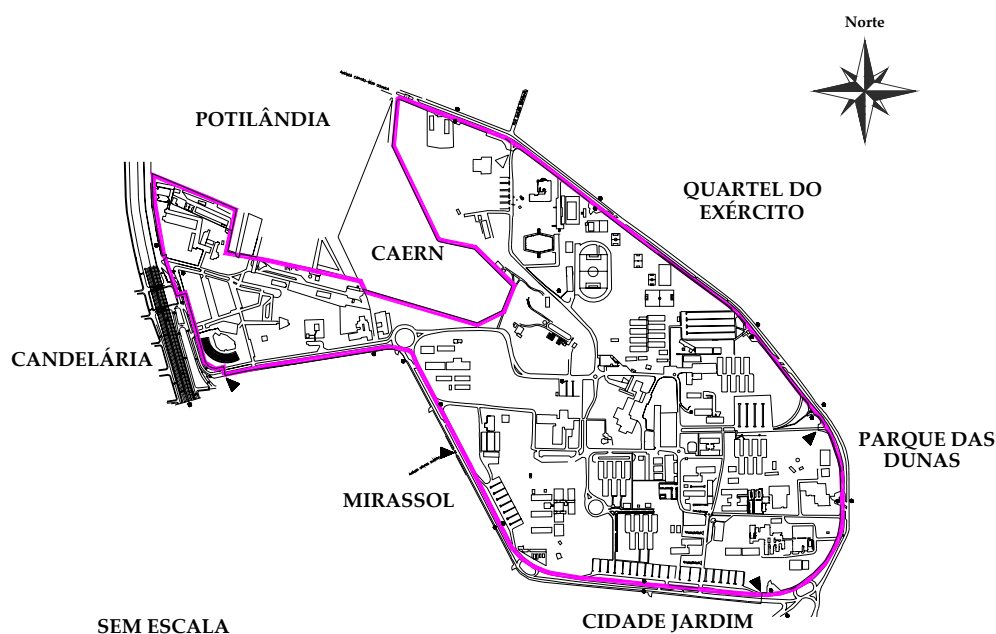 Norte
POTILÂNDIA
QUARTEL DO
EXÉRCITO
CAERN
CANDELÁRIA
PARQUE DAS
DUNAS
MIRASSOL
CIDADE JARDIM
SEM ESCALA